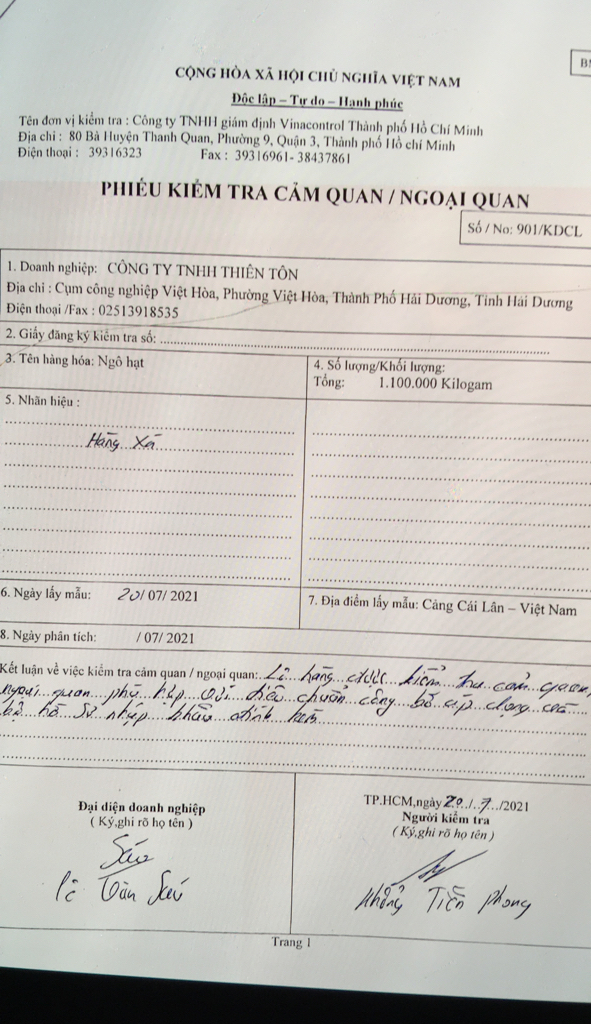 B
CỘNG HÒA XÃ HỘI CHỦ NGHĨA VIỆT NAM
Độc lập – Tự do – Hạnh phúc
Tên đơn vị kiểm tra : Công ty TNHH giám định Vinacontrol Thành phố Hồ Chí Minh
Địa chỉ : 80 Bà Huyện Thanh Quan, Phường 9, Quận 3, Thành phố Hồ chí Minh
Điện thoại : 39316323 Fax : 39316961- 38437861
PHIẾU KIỂM TRA CẢM QUAN / NGOẠI QUAN
Số / No: 901/KDCL
1. Doanh nghiệp: CÔNG TY TNHH THIÊN TÔN
Địa chỉ : Cụm công nghiệp Việt Hòa, Phường Việt Hòa, Thành Phố Hải Dương, Tỉnh Hải Dương
Điện thoại /Fax : 02513918535
2. Giấy đăng ký kiểm tra số:
3. Tên hàng hóa: Ngô hạt
4. Số lượng/Khối lượng:
Tổng: 1.100.000 Kilogam
5. Nhãn hiệu :
Hàng Xá
6. Ngày lấy mẫu: 20/ 07/ 2021
7. Địa điểm lấy mẫu: Cảng Cái Lân – Việt Nam
8. Ngày phân tích: / 07/ 2021
Kết luận về việc kiểm tra cảm quan / ngoại quan: Lô hàng được kiểm tra cảm quan,
ngoại quan phù hợp với tiêu chuẩn công bố áp dụng và
bộ hồ sơ nhập khẩu đính kèm
Đại diện doanh nghiệp
( Ký,ghi rõ họ tên )
Sáu
Lê Văn Sáu
TP.HCM,ngày 20../..7.../2021
Người kiểm tra
( Ký,ghi rõ họ tên )
Khổng Tiến Phong
Trang 1